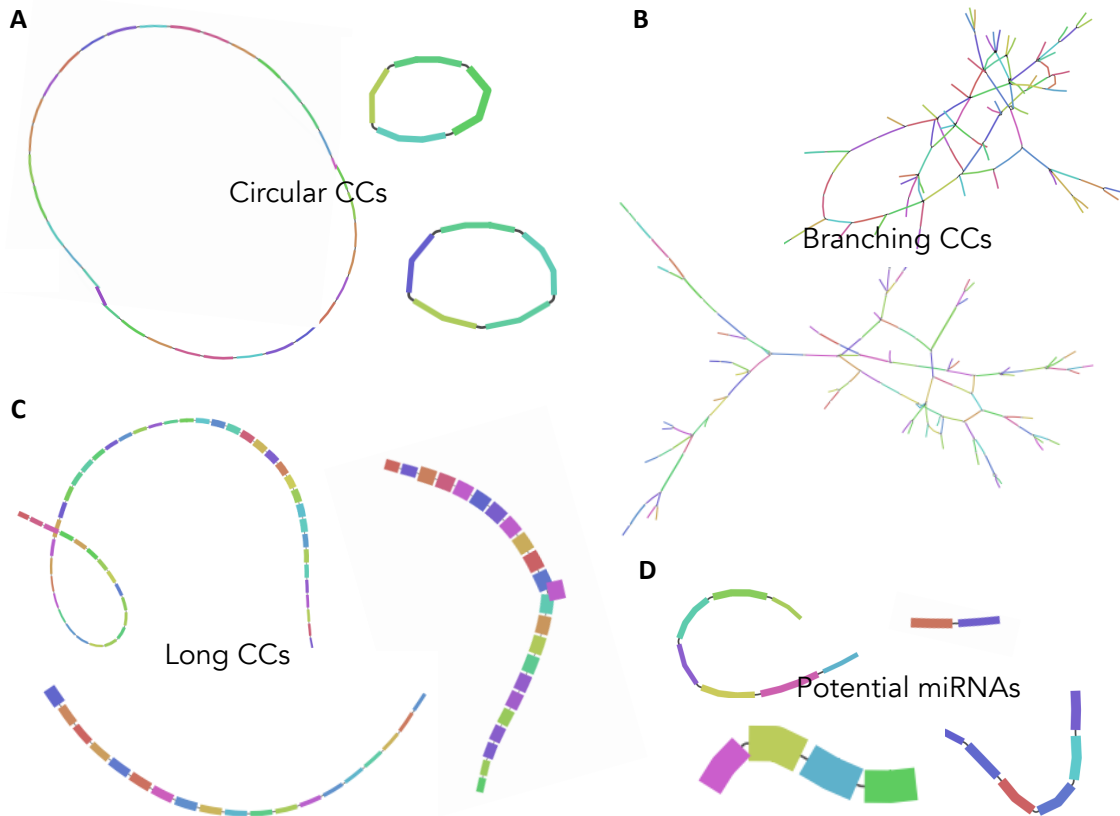 A
B
Circular CCs
Branching CCs
C
Long CCs
D
Potential miRNAs